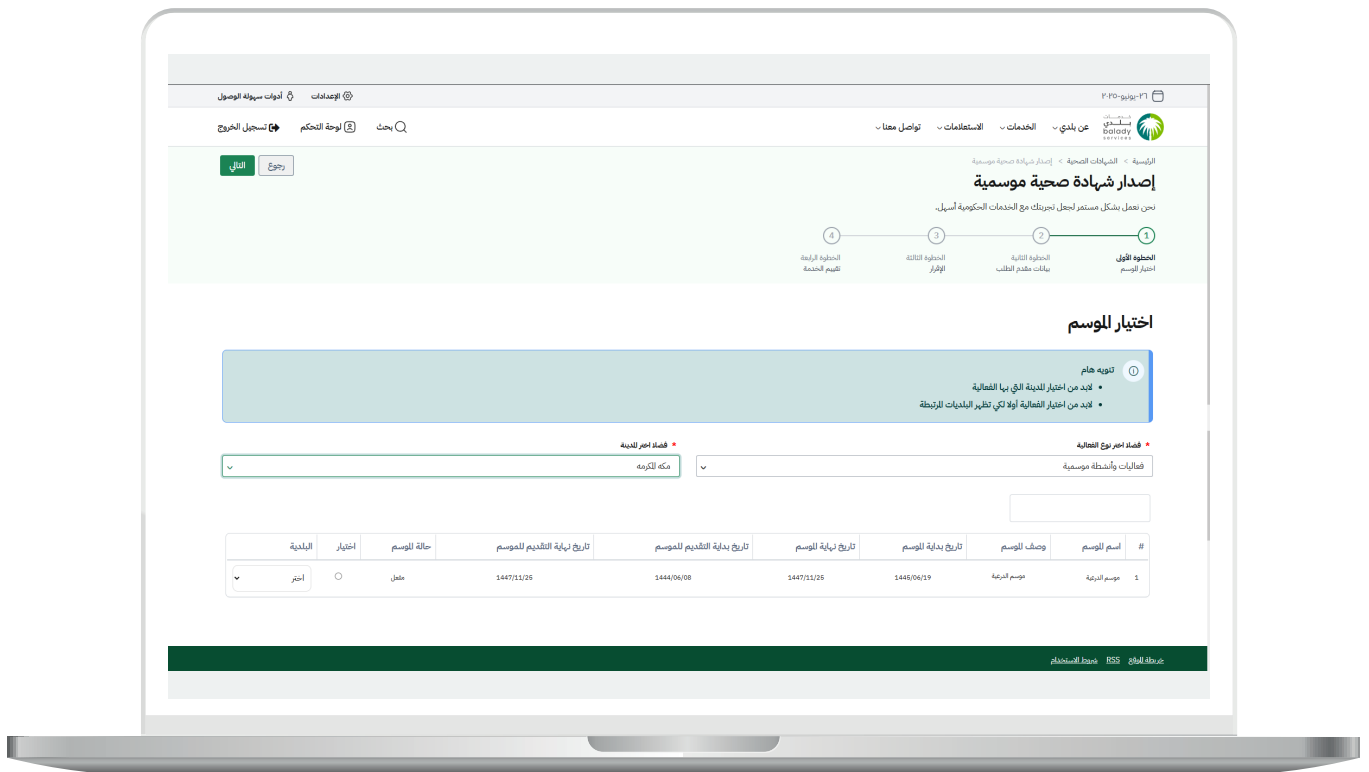 ٢٦-يونيو-٢٠٢٥
الإعدادات
أدوات سهولة الوصول
خدمات
بلدي
balady
services
عن بلدي
الخدمات
الاستعلامات
تواصل معنا
بحث
لوحة التحكم
تسجيل الخروج
الرئيسية > الشهادات الصحية > إصدار شهادة صحية موسمية
رجوع
التالي
إصدار شهادة صحية موسمية
نحن نعمل بشكل مستمر لجعل تجربتك مع الخدمات الحكومية أسهل.
1 2 3 4
الخطوة الأولى الخطوة الثانية الخطوة الثالثة الخطوة الرابعة
اختيار الموسم بيانات مقدم الطلب الإقرار تقييم الخدمة
اختيار الموسم
تنويه هام
• لابد من اختيار المدينة التي بها الفعالية
• لابد من اختيار الفعالية أولا لكي تظهر البلديات المرتبطة
* فضلا اختر نوع الفعالية
* فضلا اختر المدينة
فعاليات وأنشطة موسمية
مكه المكرمه
# اسم الموسم وصف الموسم تاريخ بداية الموسم تاريخ نهاية الموسم تاريخ بداية التقديم للموسم تاريخ نهاية التقديم للموسم حالة الموسم اختيار البلدية
1 موسم الدرعية موسم الدرعية 1445/06/19 1447/11/25 1444/06/08 1447/11/25 مفعل اختر
خريطة الموقع RSS شروط الاستخدام